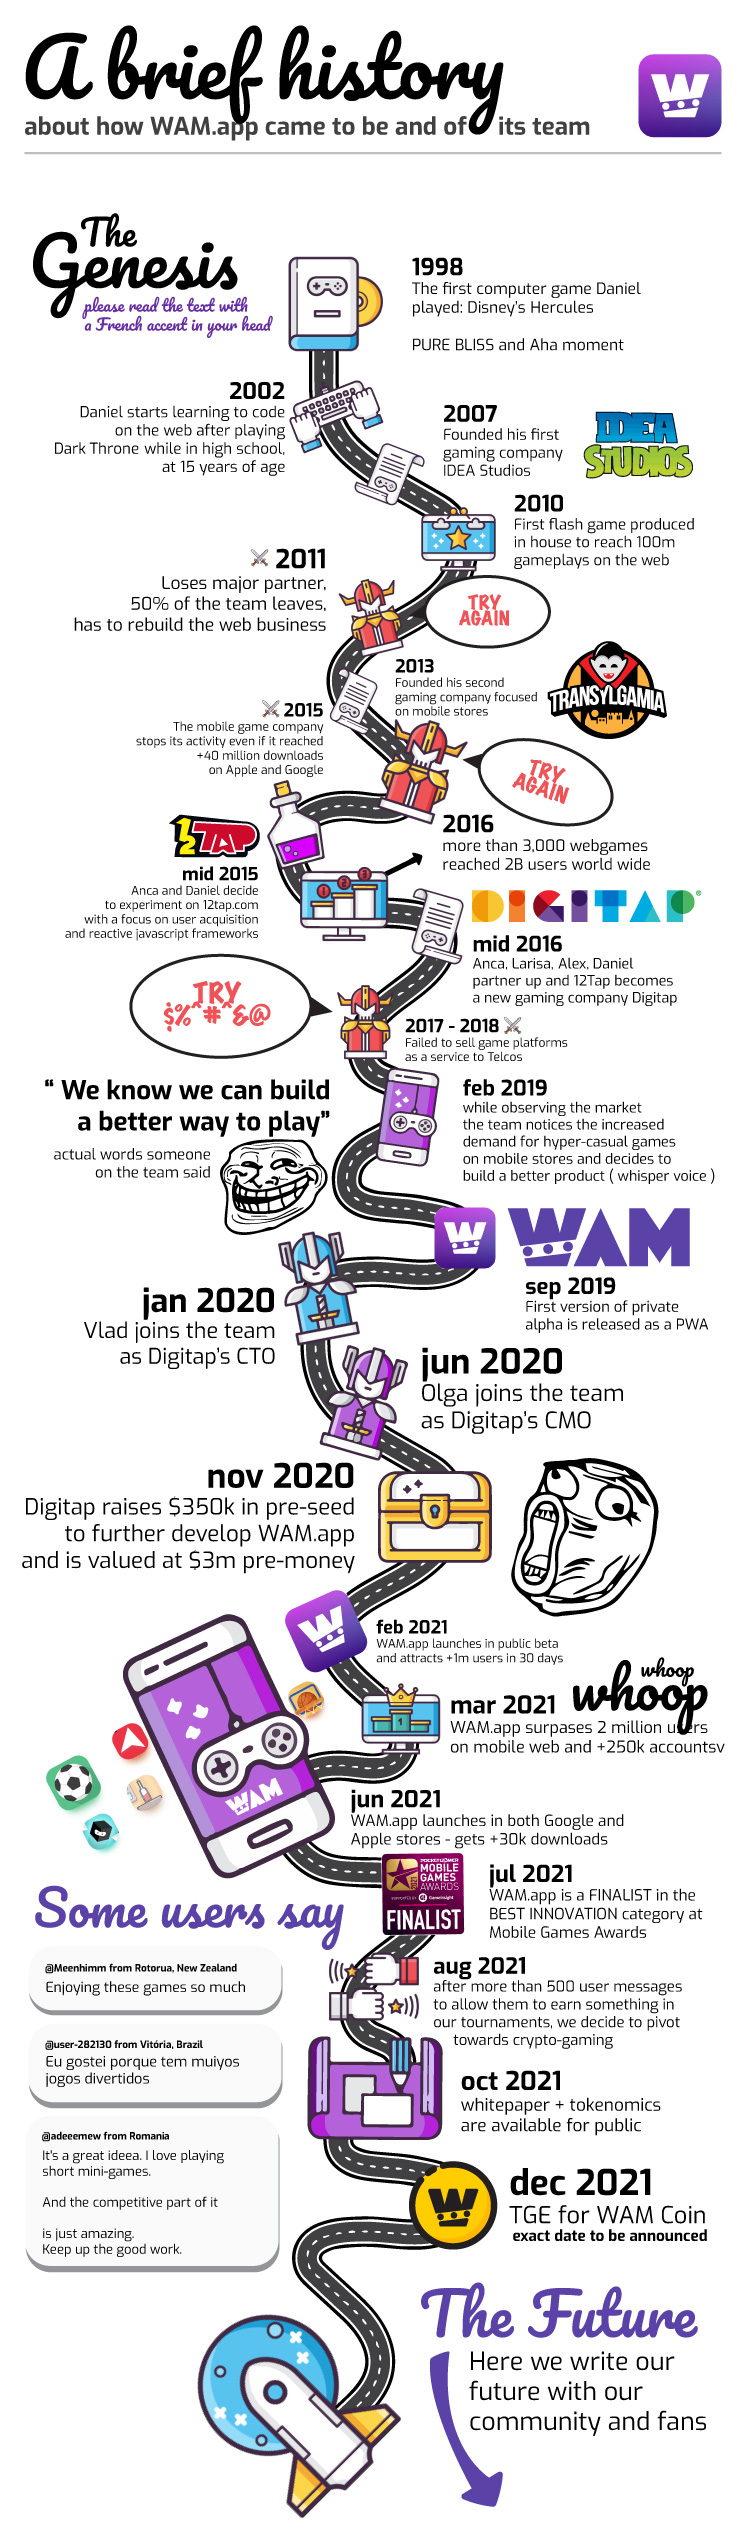 A brief history
about how WAM.app came to be and of its team
The
Genesis
please read the text with
a French accent in your head
1998
The first computer game Daniel
played: Disney's Hercules
PURE BLISS and Aha moment
2002
Daniel starts learning to code
on the web after playing
Dark Throne while in high school,
at 15 years of age
2007
Founded his first
gaming company
IDEA Studios
IDEA
STUDIOS
2010
First flash game produced
in house to reach 100m
gameplays on the web
2011
Loses major partner,
50% of the team leaves,
has to rebuild the web business
TRY
AGAIN
2013
Founded his second
gaming company focused
on mobile stores
TRANSYLGAMIA
2015
The mobile game company
stops its activity even if it reached
+40 million downloads
on Apple and Google
TRY
AGAIN
12TAP
mid 2015
Anca and Daniel decide
to experiment on 12tap.com
with a focus on user acquisition
and reactive javascript frameworks
2016
more than 3,000 webgames
reached 2B users world wide
2 1 3
DIGITAP®
mid 2016
Anca, Larisa, Alex, Daniel
partner up and 12Tap becomes
a new gaming company Digitap
TRY
$%^#^&@
2017 - 2018
Failed to sell game platforms
as a service to Telcos
“ We know we can build
a better way to play”
actual words someone
on the team said
feb 2019
while observing the market
the team notices the increased
demand for hyper-casual games
on mobile stores and decides to
build a better product ( whisper voice )
W WAM
sep 2019
First version of private
alpha is released as a PWA
jan 2020
Vlad joins the team
as Digitap's CTO
jun 2020
Olga joins the team
as Digitap's CMO
nov 2020
Digitap raises $350k in pre-seed
to further develop WAM.app
and is valued at $3m pre-money
feb 2021
WAM.app launches in public beta
and attracts +1m users in 30 days
whoop
whoop
mar 2021
WAM.app surpases 2 million users
on mobile web and +250k accountsv
1
WAM
jun 2021
WAM.app launches in both Google and
Apple stores - gets +30k downloads
POCKETGAMER
MOBILE
GAMES
AWARDS
2021
SUPPORTED BY GameInsight
FINALIST
jul 2021
WAM.app is a FINALIST in the
BEST INNOVATION category at
Mobile Games Awards
Some users say
@Meenhimm from Rotorua, New Zealand
Enjoying these games so much
@user-282130 from Vitória, Brazil
Eu gostei porque tem muiyos
jogos divertidos
@adeeemew from Romania
It's a great ideea. I love playing
short mini-games.
And the competitive part of it
is just amazing.
Keep up the good work.
aug 2021
after more than 500 user messages
to allow them to earn something in
our tournaments, we decide to pivot
towards crypto-gaming
oct 2021
whitepaper + tokenomics
are available for public
dec 2021
TGE for WAM Coin
exact date to be announced
The Future
Here we write our
future with our
community and fans